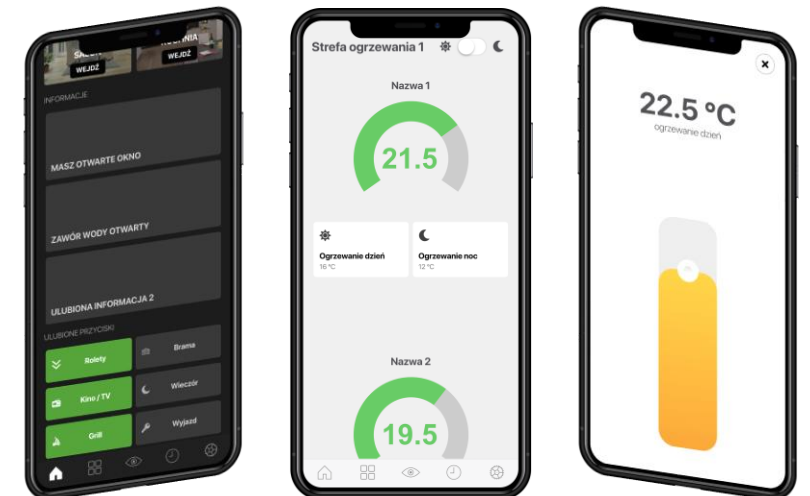 SALON
KUCHNIA
WEJDŹ
WEJDŹ
INFORMACJE
MASZ OTWARTE OKNO
ZAWÓR WODY OTWARTY
ULUBIONA INFORMACJA 2
ULUBIONE PRZYCISKI
Rolety
Brama
Kino / TV
Wieczór
Grill
Wyjazd
Strefa ogrzewania 1
Nazwa 1
21.5
Ogrzewanie dzień
16 °C
Ogrzewanie noc
12 °C
Nazwa 2
19.5
22.5 °C
ogrzewanie dzień